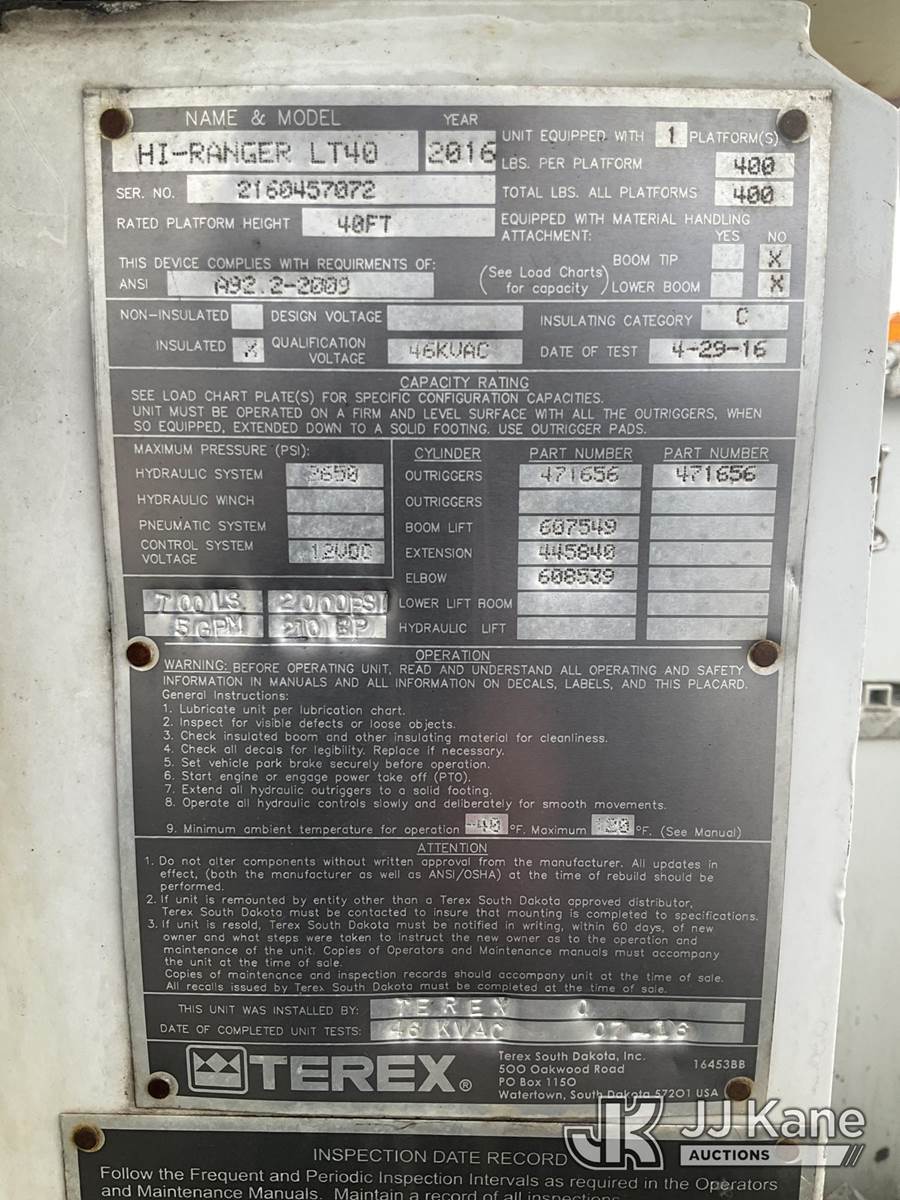 NAME & MODEL YEAR
HI-RANGER LT40 2016
UNIT EQUIPPED WITH 1 PLATFORM(S)
LBS. PER PLATFORM 400
SER. NO. 2160457072
TOTAL LBS. ALL PLATFORMS 400
RATED PLATFORM HEIGHT 40FT
EQUIPPED WITH MATERIAL HANDLING
ATTACHMENT: YES NO
THIS DEVICE COMPLIES WITH REQUIRMENTS OF:
ANSI A92.2-2009
(See Load Charts
for capacity)
BOOM TIP X
LOWER BOOM X
NON-INSULATED DESIGN VOLTAGE INSULATING CATEGORY C
INSULATED X QUALIFICATION
VOLTAGE 46KVAC DATE OF TEST 4-29-16
CAPACITY RATING
SEE LOAD CHART PLATE(S) FOR SPECIFIC CONFIGURATION CAPACITIES.
UNIT MUST BE OPERATED ON A FIRM AND LEVEL SURFACE WITH ALL THE OUTRIGGERS, WHEN
SO EQUIPPED, EXTENDED DOWN TO A SOLID FOOTING. USE OUTRIGGER PADS.
MAXIMUM PRESSURE (PSI): CYLINDER PART NUMBER PART NUMBER
HYDRAULIC SYSTEM OUTRIGGERS 471656 471656
HYDRAULIC WINCH OUTRIGGERS
PNEUMATIC SYSTEM BOOM LIFT 607549
CONTROL SYSTEM
VOLTAGE 12VDC EXTENSION 445840
ELBOW 608539
TOOLS 2000PSI LOWER LIFT BOOM
5GPM 210 BP HYDRAULIC LIFT
OPERATION
WARNING: BEFORE OPERATING UNIT, READ AND UNDERSTAND ALL OPERATING AND SAFETY
INFORMATION IN MANUALS AND ALL INFORMATION ON DECALS, LABELS, AND THIS PLACARD.
General Instructions:
1. Lubricate unit per lubrication chart.
2. Inspect for visible defects or loose objects.
3. Check insulated boom and other insulating material for cleanliness.
4. Check all decals for legibility. Replace if necessary.
5. Set vehicle park brake securely before operation.
6. Start engine or engage power take off (PTO).
7. Extend all hydraulic outriggers to a solid footing.
8. Operate all hydraulic controls slowly and deliberately for smooth movements.
9. Minimum ambient temperature for operation -40 °F. Maximum 120 °F. (See Manual)
ATTENTION
1. Do not alter components without written approval from the manufacturer. All updates in
effect, (both the manufacturer as well as ANSI/OSHA) at the time of rebuild should be
performed.
2. If unit is remounted by entity other than a Terex South Dakota approved distributor,
Terex South Dakota must be contacted to insure that mounting is completed to specifications.
3. If unit is resold, Terex South Dakota must be notified in writing, within 60 days, of new
owner and what steps were taken to instruct the new owner as to the operation and
maintenance of the unit. Copies of Operators and Maintenance manuals must accompany
the unit at the time of sale.
Copies of maintenance and inspection records should accompany unit at the time of sale.
All recalls issued by Terex South Dakota must be completed at the time of sale.
THIS UNIT WAS INSTALLED BY: TEREX 0
DATE OF COMPLETED UNIT TESTS: 46 KVAC 07-16
TEREX®
Terex South Dakota, Inc.
500 Oakwood Road
PO Box 1150
Watertown, South Dakota 57201 USA
16453BB
INSPECTION DATE RECORD
Follow the Frequent and Periodic Inspection Intervals as required in the Operators
and Maintenance Manuals. Maintain a record of all inspections
JK JJ Kane
AUCTIONS